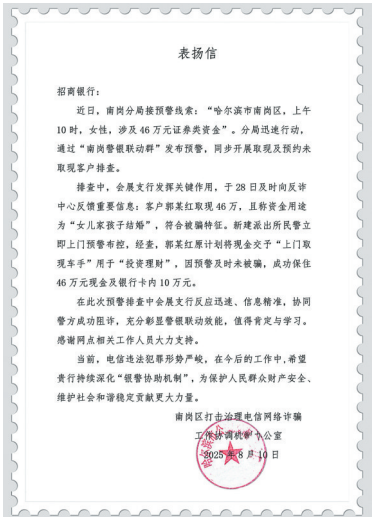 表扬信
招商银行：
近日，南岗分局接预警线索：“哈尔滨市南岗区，上午
10时，女性，涉及46万元证券类资金”。分局迅速行动，
通过“南岗警银联动群”发布预警，同步开展取现及预约未
取现客户排查。
排查中，会展支行发挥关键作用，于28日及时向反诈
中心反馈重要信息：客户郭某红取现46万，且称资金用途
为“女儿家孩子结婚”，符合被骗特征。新建派出所民警立
即上门预警布控，经查，郭某红原计划将现金交予“上门取
现车手”用于“投资理财”，因预警及时未被骗，成功保住
46万元现金及银行卡内10万元。
在此次预警排查中会展支行反应迅速、信息精准，协同
警方成功阻诈，充分彰显警银联动效能，值得肯定与学习。
感谢网点相关工作人员大力支持。
当前，电信违法犯罪形势严峻，在今后的工作中,希望
贵行持续深化“银警协助机制”，为保护人民群众财产安全、
维护社会和谐稳定贡献更大力量。
南岗区打击治理电信网络诈骗
工作协调机制办公室
2025年8月10日